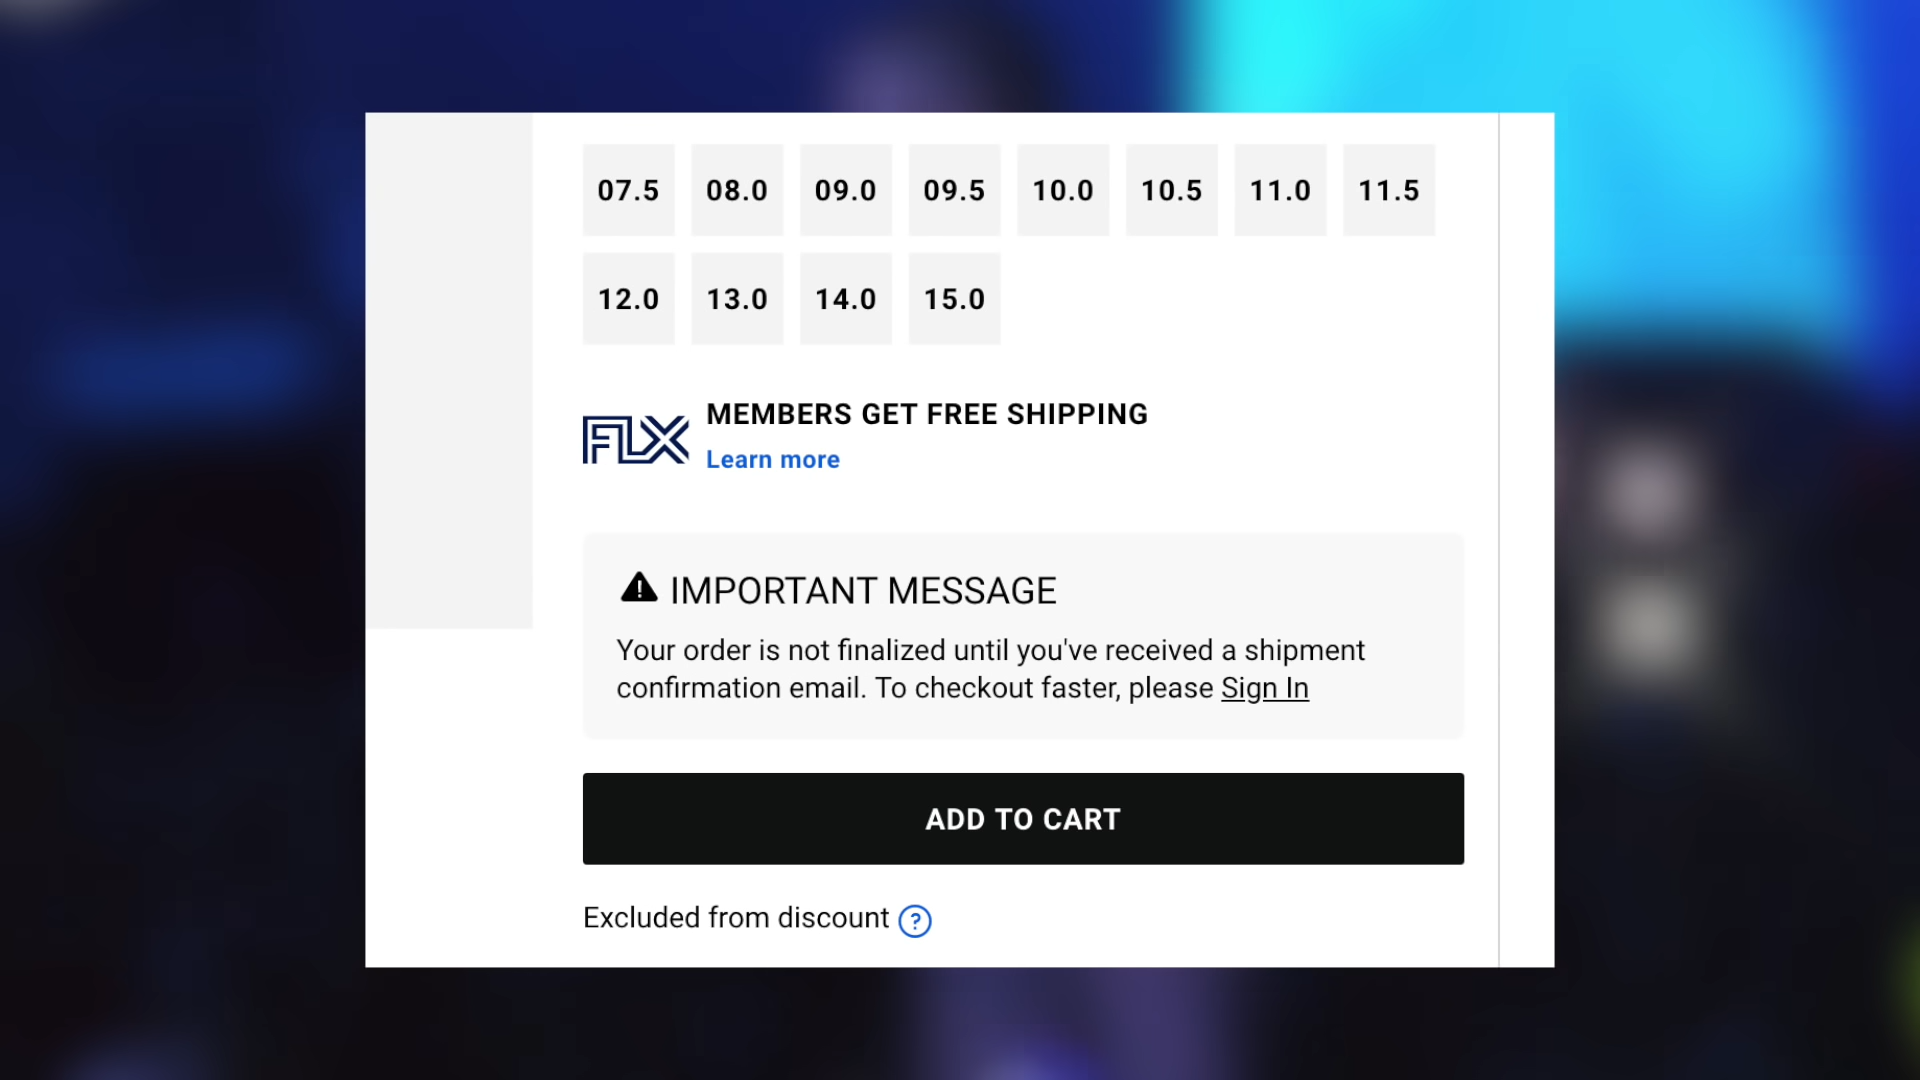 07.5 08.0 09.0 09.5 10.0 10.5 11.0 11.5
12.0 13.0 14.0 15.0
FLX MEMBERS GET FREE SHIPPING
Learn more
IMPORTANT MESSAGE
Your order is not finalized until you've received a shipment
confirmation email. To checkout faster, please Sign In
ADD TO CART
Excluded from discount ?